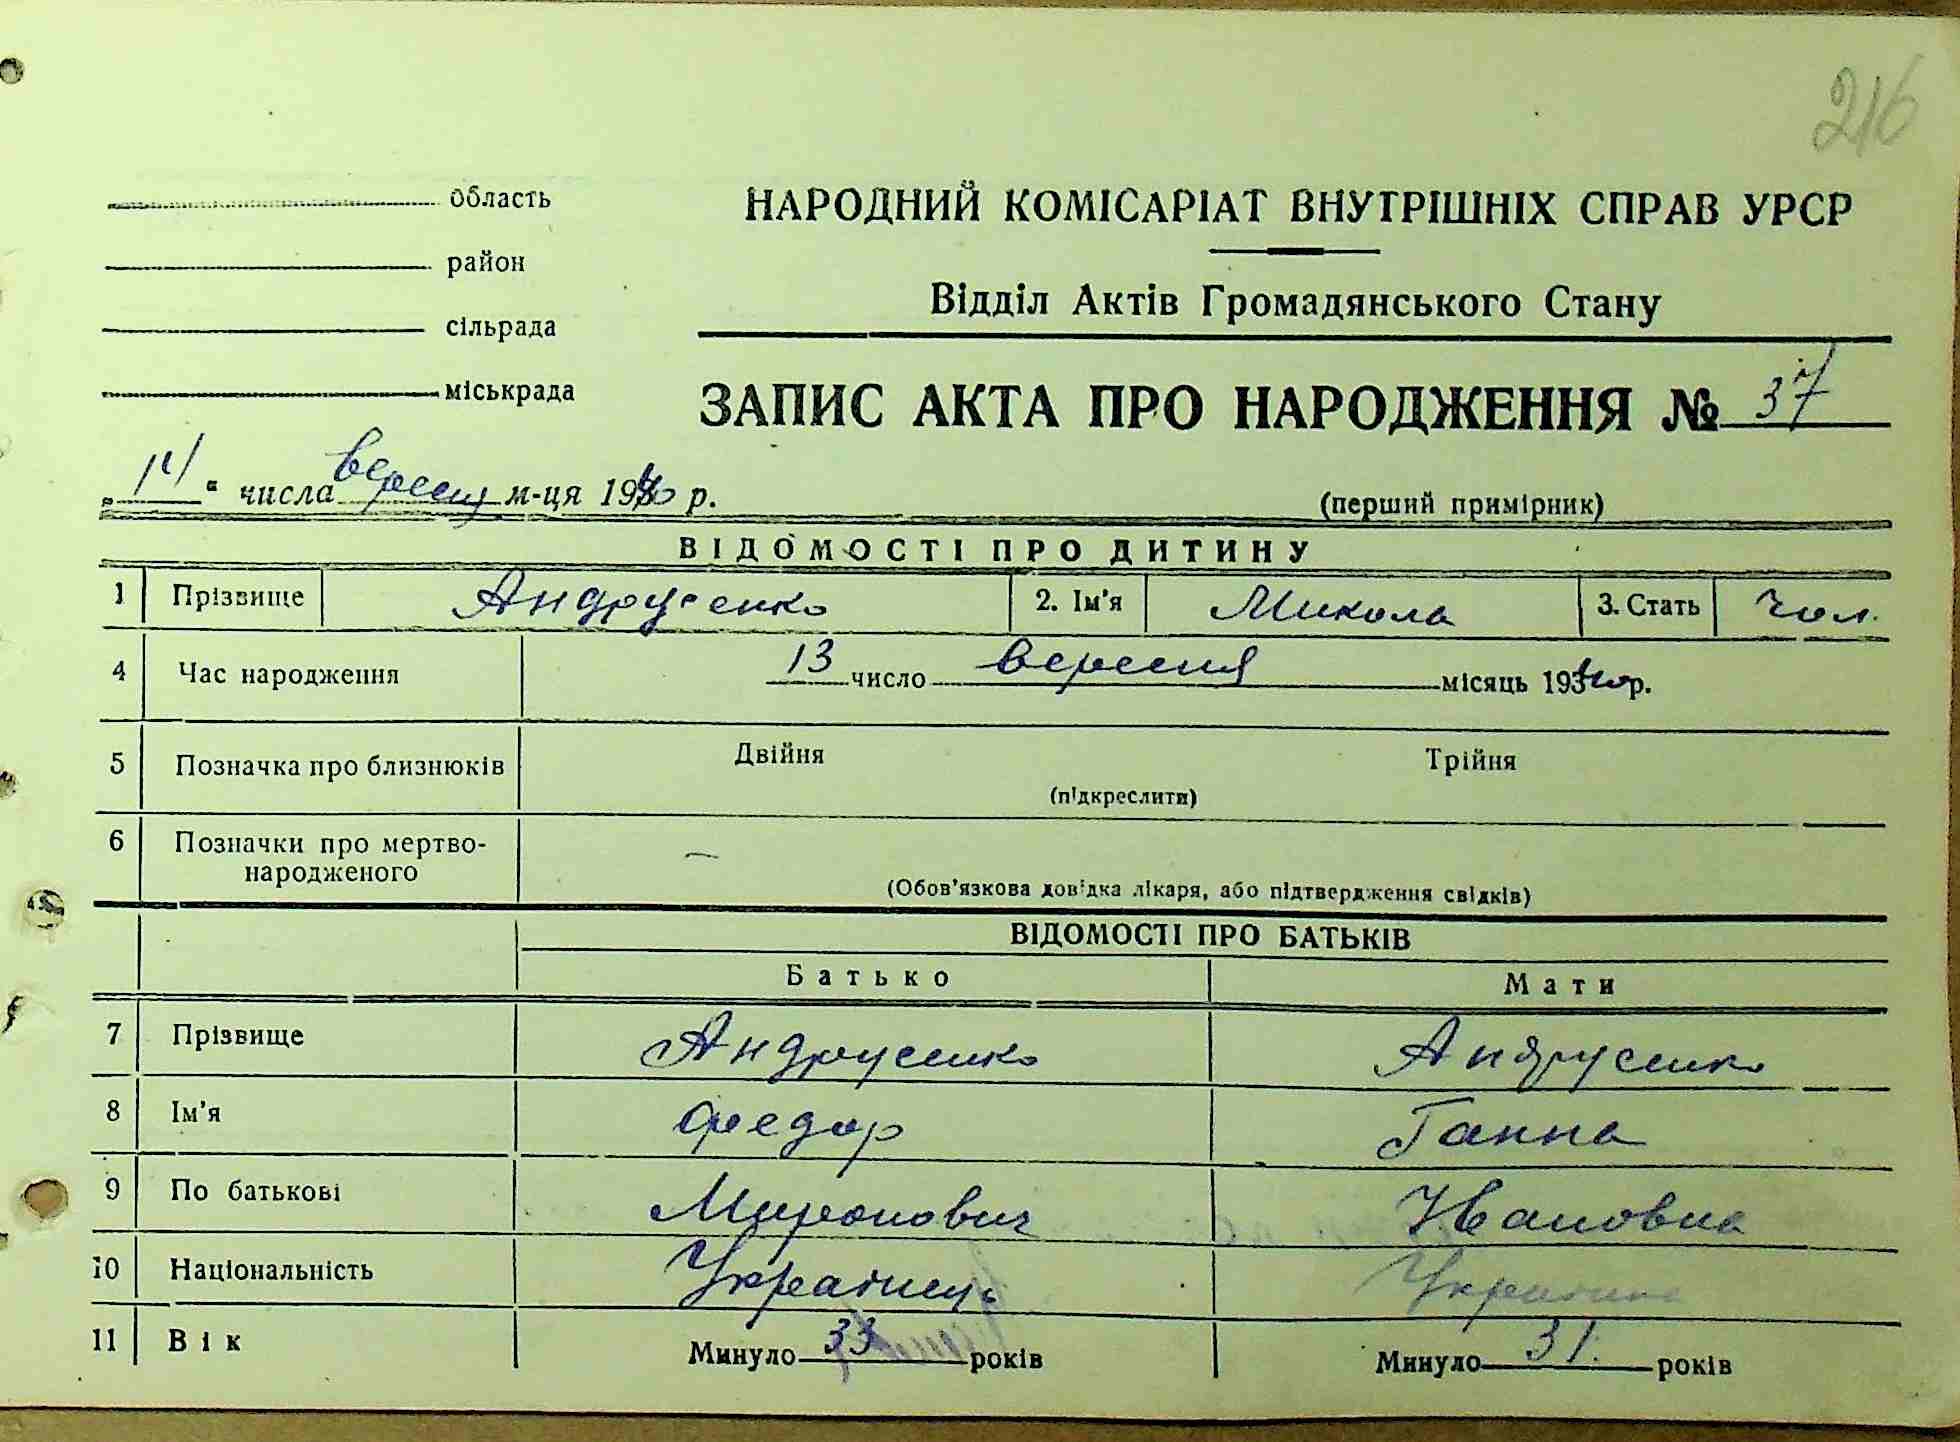 216
область
район
сільрада
міськрада
НАРОДНИЙ КОМІСАРІАТ ВНУТРІШНІХ СПРАВ УРСР
Відділ Актів Громадянського Стану
ЗАПИС АКТА ПРО НАРОДЖЕННЯ № 37
„14“ числа вересня м-ця 1940 р.
(перший примірник)
ВІДОМОСТІ ПРО ДИТИНУ
1 Прізвище Андрусенко 2. Ім'я Микола 3. Стать чол.
4 Час народження 13 число вересня місяць 1940 р.
5 Позначка про близнюків Двійня Трійня
(підкреслити)
6 Позначки про мертво-
народженого –
(Обов'язкова довідка лікаря, або підтвердження свідків)
ВІДОМОСТІ ПРО БАТЬКІВ
Батько Мати
7 Прізвище Андрусенко Андрусенко
8 Ім'я Федор Ганна
9 По батькові Миронович Ивановна
10 Національність Українець Українка
11 Вік Минуло 33 років Минуло 31. років